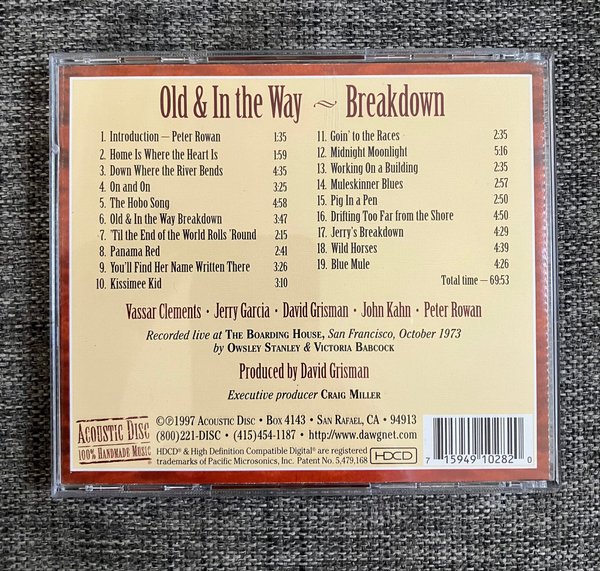 Old & In the Way ~ Breakdown
1. Introduction — Peter Rowan 1:35
2. Home Is Where the Heart Is 1:59
3. Down Where the River Bends 4:35
4. On and On 3:25
5. The Hobo Song 4:58
6. Old & In the Way Breakdown 3:47
7. 'Til the End of the World Rolls 'Round 2:15
8. Panama Red 2:41
9. You'll Find Her Name Written There 3:26
10. Kissimee Kid 3:10
11. Goin' to the Races 2:35
12. Midnight Moonlight 5:16
13. Working On a Building 2:35
14. Muleskinner Blues 2:57
15. Pig In a Pen 2:50
16. Drifting Too Far from the Shore 4:50
17. Jerry's Breakdown 4:29
18. Wild Horses 4:39
19. Blue Mule 4:26
Total time — 69:53
Vassar Clements • Jerry Garcia • David Grisman • John Kahn • Peter Rowan
Recorded live at THE BOARDING HOUSE, San Francisco, October 1973
by OWSLEY STANLEY & VICTORIA BABCOCK
Produced by David Grisman
Executive producer CRAIG MILLER
ACOUSTIC DISC
100% HANDMADE MUSIC
©℗1997 ACOUSTIC DISC • BOX 4143 • SAN RAFAEL, CA • 94913
(800)221-DISC • (415)454-1187 • http://www.dawgnet.com
HDCD® & High Definition Compatible Digital® are registered
trademarks of Pacific Microsonics, Inc. Patent No. 5,479,168
HDCD
7 15949 10282 0